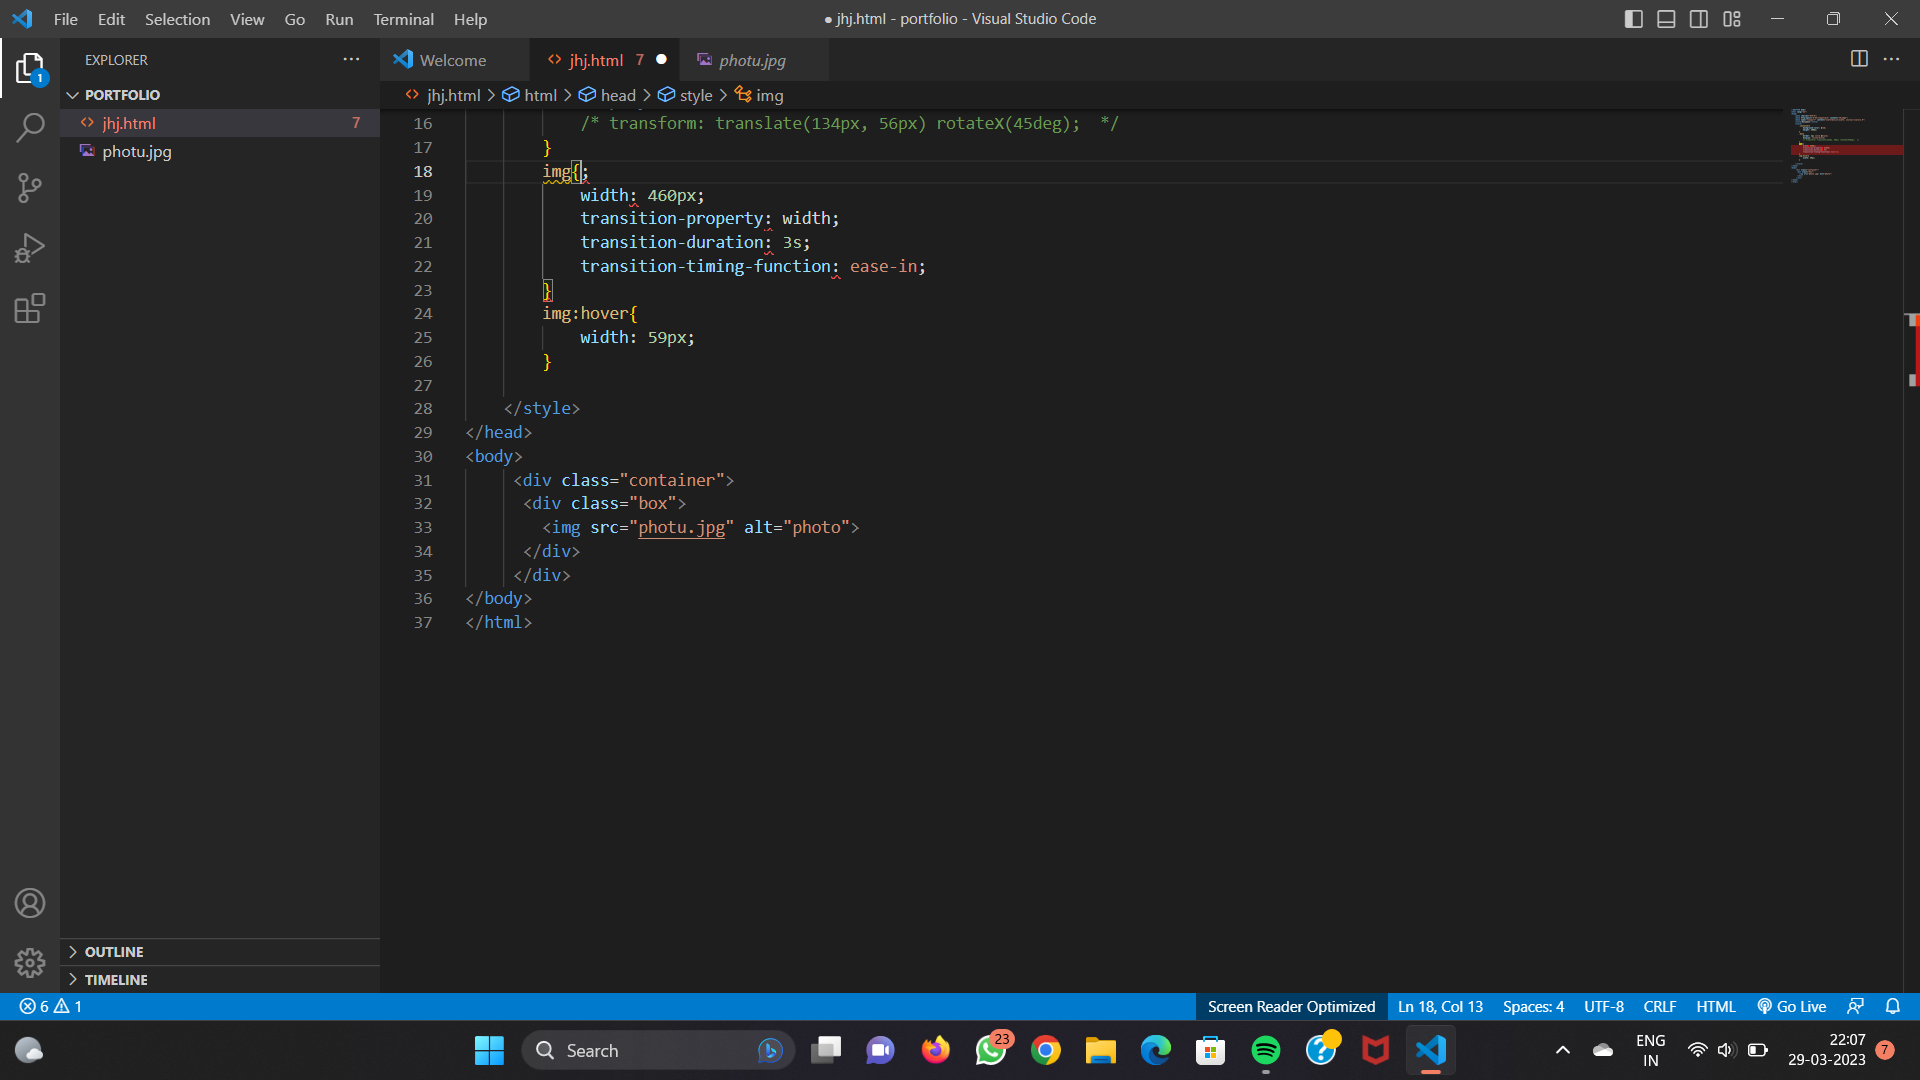 File Edit Selection View Go Run Terminal Help
● jhj.html - portfolio - Visual Studio Code
EXPLORER
Welcome
jhj.html 7
photu.jpg
PORTFOLIO
jhj.html > html > head > style > img
1
jhj.html 7
photu.jpg
16 /* transform: translate(134px, 56px) rotateX(45deg);  */
17 }
18 img{;
19 width: 460px;
20 transition-property: width;
21 transition-duration: 3s;
22 transition-timing-function: ease-in;
23 }
24 img:hover{
25 width: 59px;
26 }
27
28 </style>
29 </head>
30 <body>
31 <div class="container">
32 <div class="box">
33 <img src="photu.jpg" alt="photo">
34 </div>
35 </div>
36 </body>
37 </html>
OUTLINE
TIMELINE
6 1
Screen Reader Optimized Ln 18, Col 13 Spaces: 4 UTF-8 CRLF HTML Go Live
Search
23
ENG
IN
22:07
29-03-2023
7